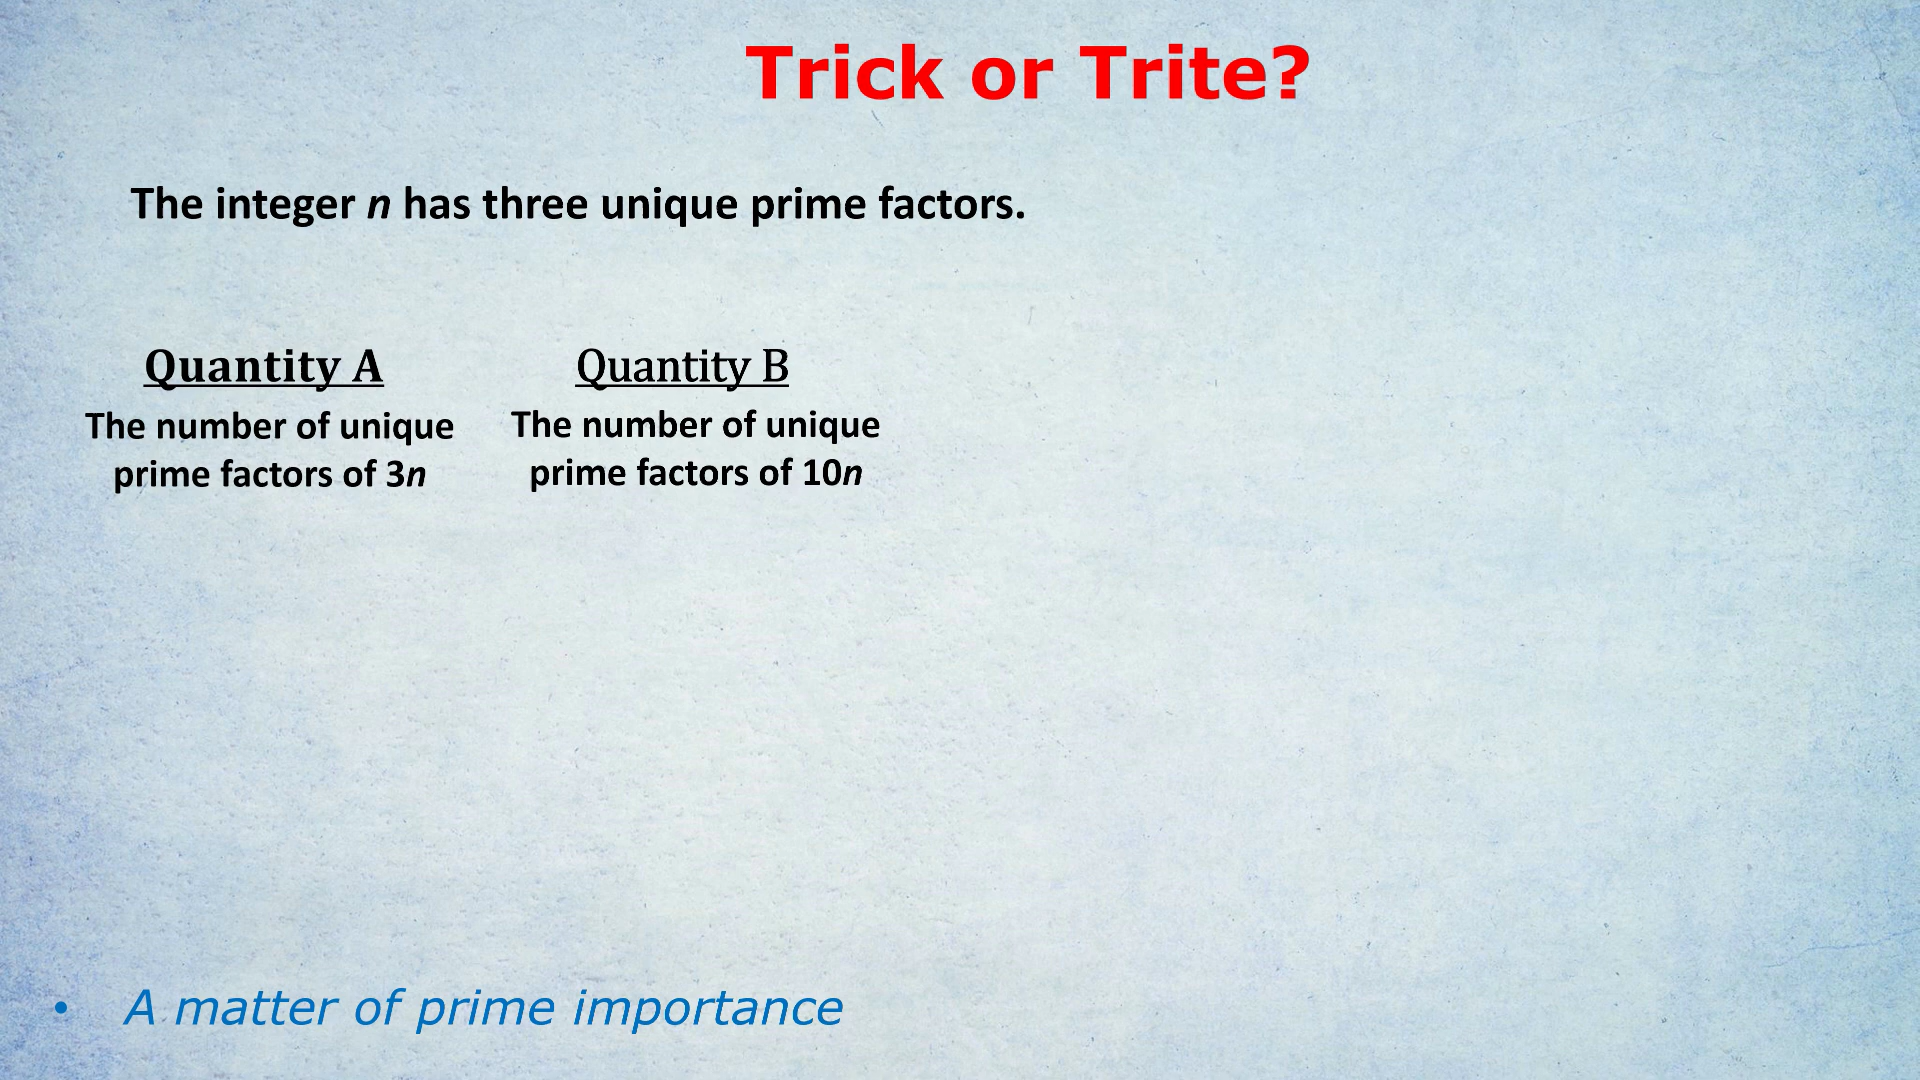 Trick or Trite?
The integer n has three unique prime factors.
Quantity A
The number of unique
prime factors of 3n
Quantity B
The number of unique
prime factors of 10n
• A matter of prime importance